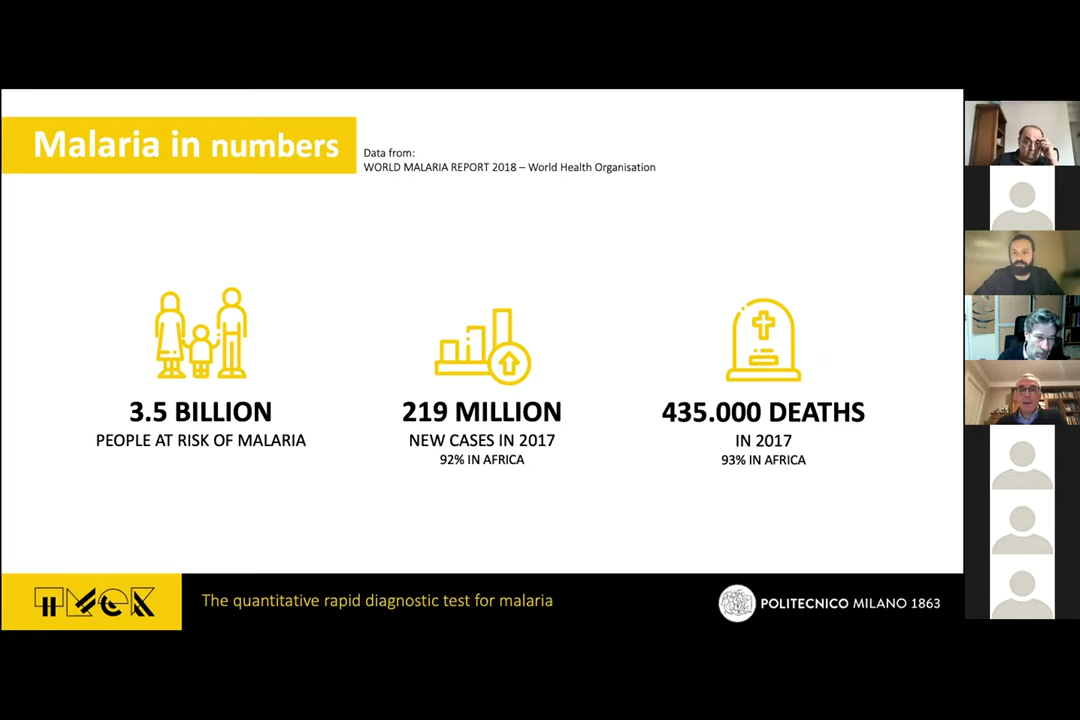 Malaria in numbers
Data from:
WORLD MALARIA REPORT 2018 – World Health Organisation
3.5 BILLION
PEOPLE AT RISK OF MALARIA
219 MILLION
NEW CASES IN 2017
92% IN AFRICA
435.000 DEATHS
IN 2017
93% IN AFRICA
TMek
The quantitative rapid diagnostic test for malaria
POLITECNICO MILANO 1863